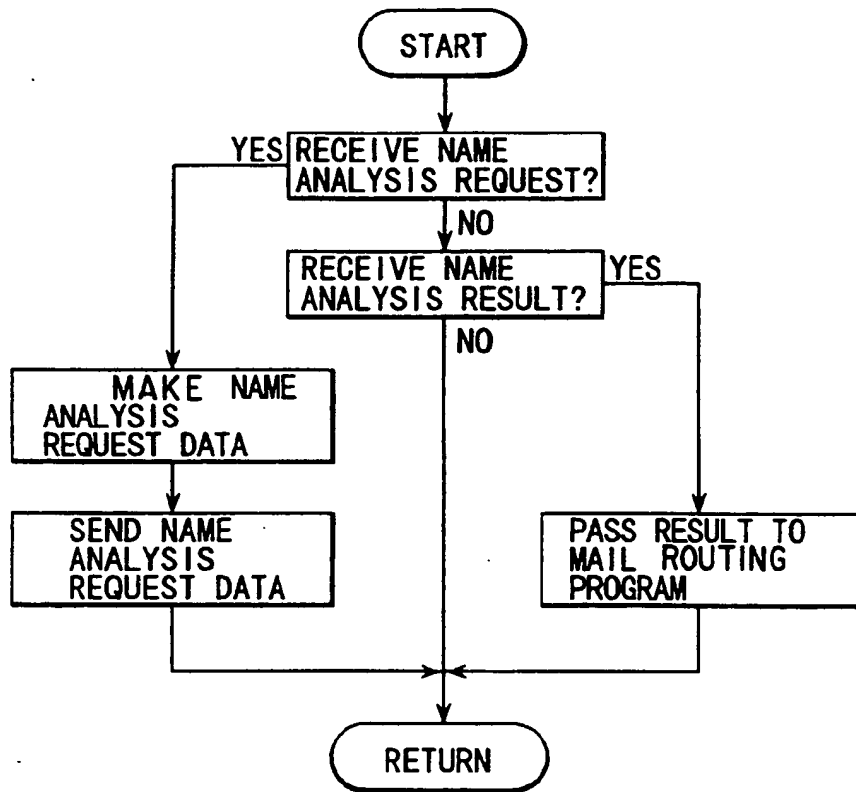 START
YES
RECEIVE NAME
ANALYSIS REQUEST?
NO
RECEIVE NAME
ANALYSIS RESULT?
YES
NO
MAKE NAME
ANALYSIS
REQUEST DATA
SEND NAME
ANALYSIS
REQUEST DATA
PASS RESULT TO
MAIL ROUTING
PROGRAM
RETURN